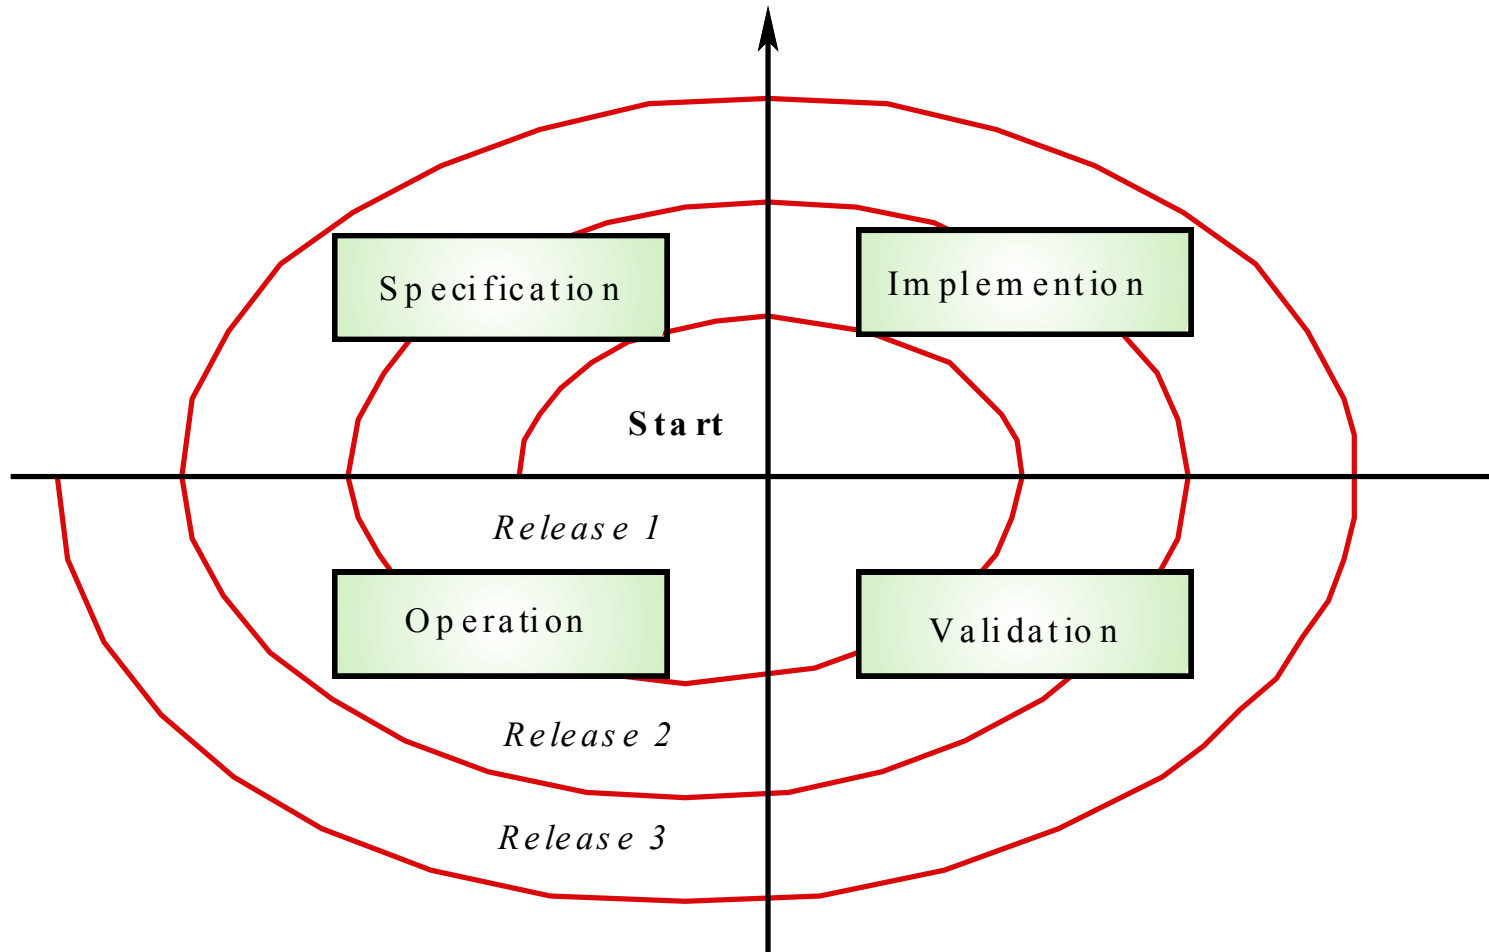 Specification
Implemention
Start
Release 1
Operation
Validation
Release 2
Release 3